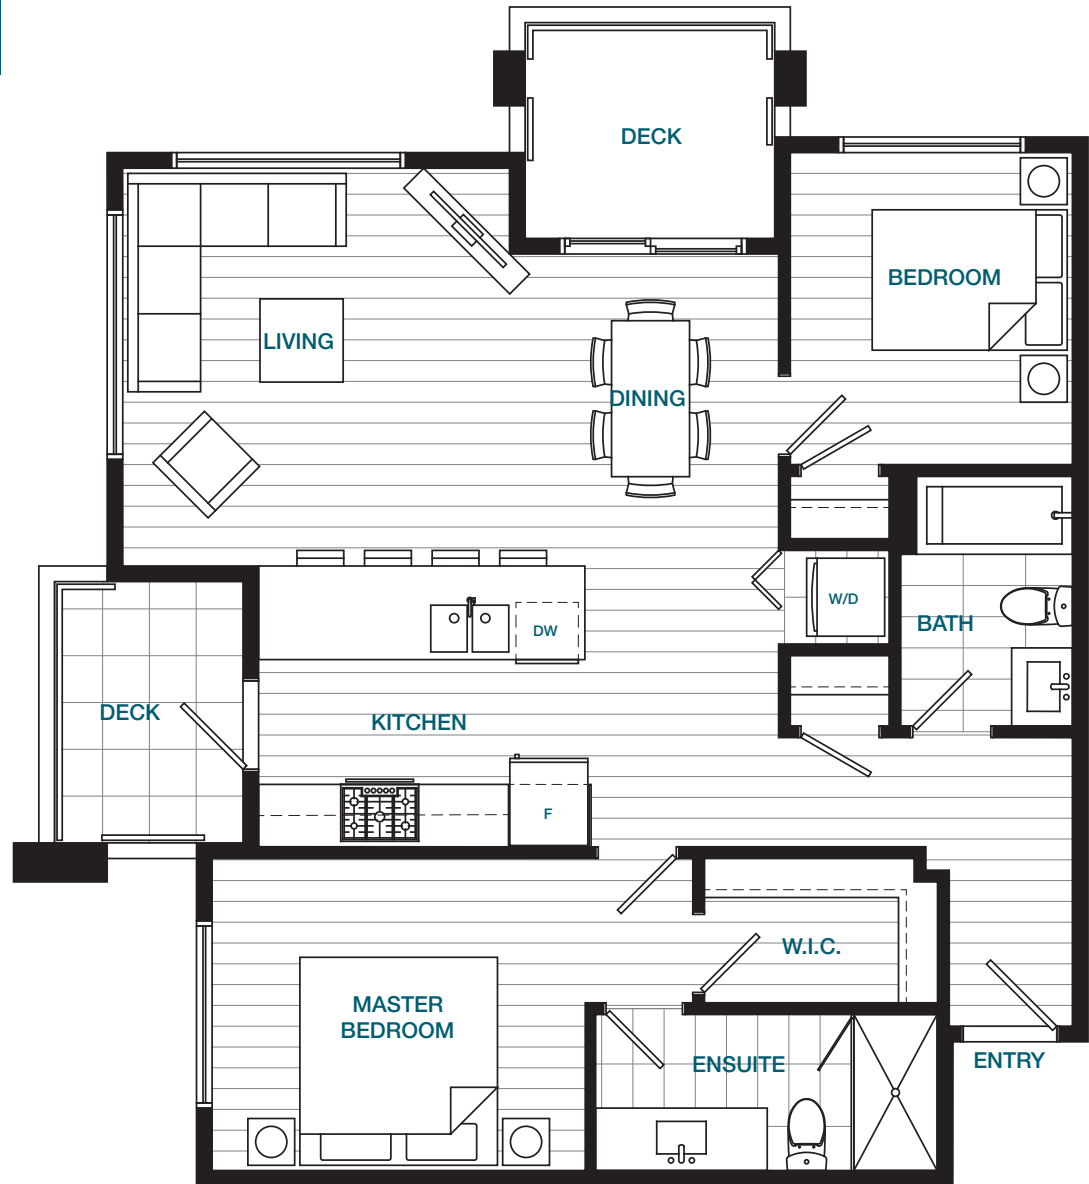 DECK
BEDROOM
LIVING
DINING
W/D
BATH
DW
DECK
KITCHEN
F
W.I.C.
MASTER
BEDROOM
ENSUITE
ENTRY